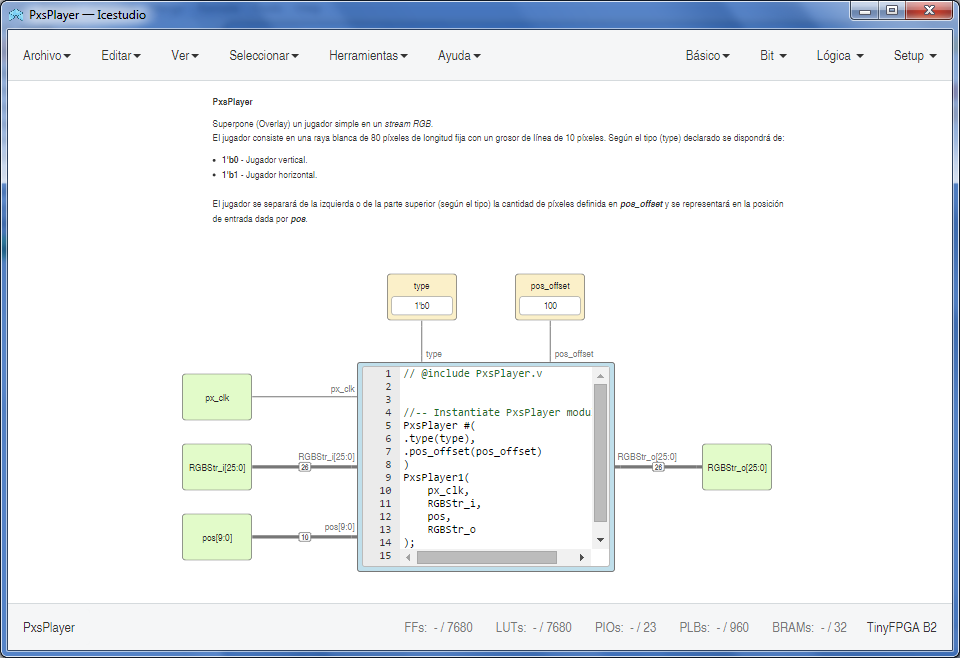 PxsPlayer — Icestudio
Archivo Editar Ver Seleccionar Herramientas Ayuda Básico Bit Lógica Setup
PxsPlayer
Superpone (Overlay) un jugador simple en un stream RGB.
El jugador consiste en una raya blanca de 80 píxeles de longitud fija con un grosor de línea de 10 píxeles. Según el tipo (type) declarado se dispondrá de:
• 1'b0 - Jugador vertical.
• 1'b1 - Jugador horizontal.
El jugador se separará de la izquierda o de la parte superior (según el tipo) la cantidad de píxeles definida en pos_offset y se representará en la posición
de entrada dada por pos.
type
1'b0
pos_offset
100
type
pos_offset
px_clk
px_clk
RGBStr_i[25:0]
RGBStr_i[25:0]
26
pos[9:0]
pos[9:0]
10
1 // @include PxsPlayer.v
2
3
4 //-- Instantiate PxsPlayer modu
5 PxsPlayer #(
6 .type(type),
7 .pos_offset(pos_offset)
8 )
9 PxsPlayer1(
10 px_clk,
11 RGBStr_i,
12 pos,
13 RGBStr_o
14 );
15
RGBStr_o[25:0]
26
RGBStr_o[25:0]
PxsPlayer FFs: - / 7680 LUTs: - / 7680 PIOs: - / 23 PLBs: - / 960 BRAMs: - / 32 TinyFPGA B2